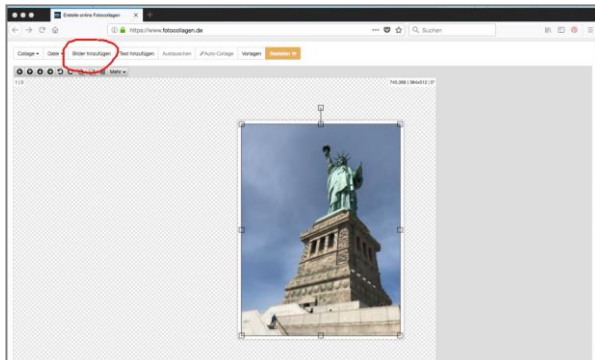 Erstelle online Fotocollagen
https://www.fotocollagen.de
Suchen
Collage
Datei
Bilder hinzufügen
Text hinzufügen
Austauschen
Auto-Collage
Vorlagen
Bestellen
Mehr